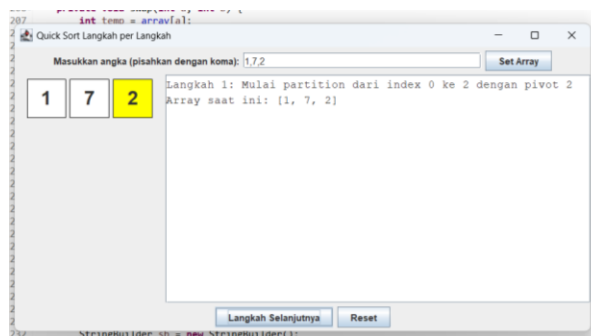 207 int temp = array[a];
Quick Sort Langkah per Langkah
Masukkan angka (pisahkan dengan koma): 1,7,2 Set Array
1 7 2
Langkah 1: Mulai partition dari index 0 ke 2 dengan pivot 2
Array saat ini: [1, 7, 2]
Langkah Selanjutnya Reset
232 StringBuilder sb = new StringBuilder();